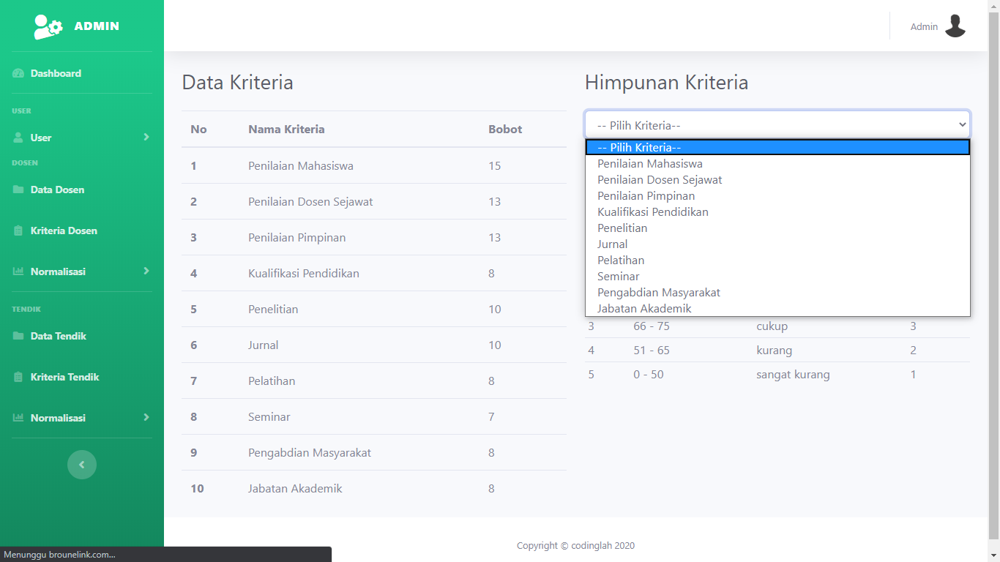 ADMIN
Dashboard
USER
User
DOSEN
Data Dosen
Kriteria Dosen
Normalisasi
TENDIK
Data Tendik
Kriteria Tendik
Normalisasi
Admin
Data Kriteria
No Nama Kriteria Bobot
1 Penilaian Mahasiswa 15
2 Penilaian Dosen Sejawat 13
3 Penilaian Pimpinan 13
4 Kualifikasi Pendidikan 8
5 Penelitian 10
6 Jurnal 10
7 Pelatihan 8
8 Seminar 7
9 Pengabdian Masyarakat 8
10 Jabatan Akademik 8
Himpunan Kriteria
-- Pilih Kriteria--
-- Pilih Kriteria--
Penilaian Mahasiswa
Penilaian Dosen Sejawat
Penilaian Pimpinan
Kualifikasi Pendidikan
Penelitian
Jurnal
Pelatihan
Seminar
Pengabdian Masyarakat
Jabatan Akademik
3 66 - 75 cukup 3
4 51 - 65 kurang 2
5 0 - 50 sangat kurang 1
Copyright © codinglah 2020
Menunggu brounelink.com...